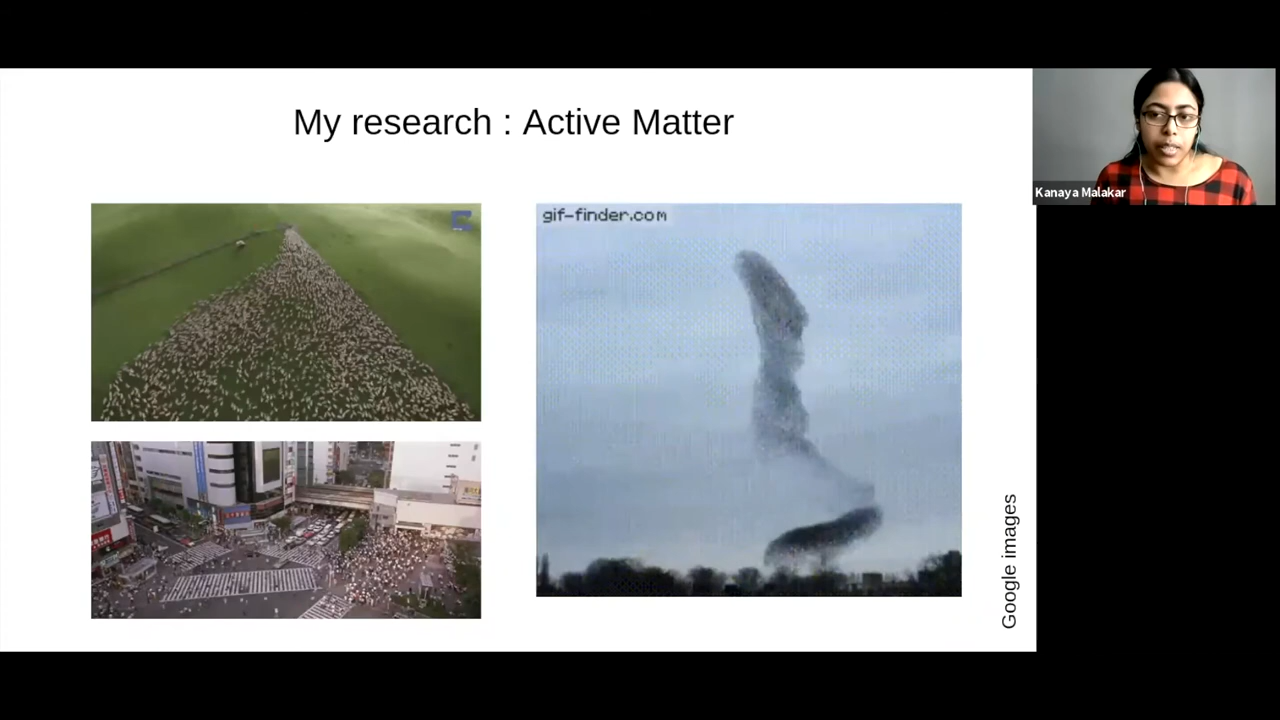 My research : Active Matter
gif-finder.com
Google images
Kanaya Malakar